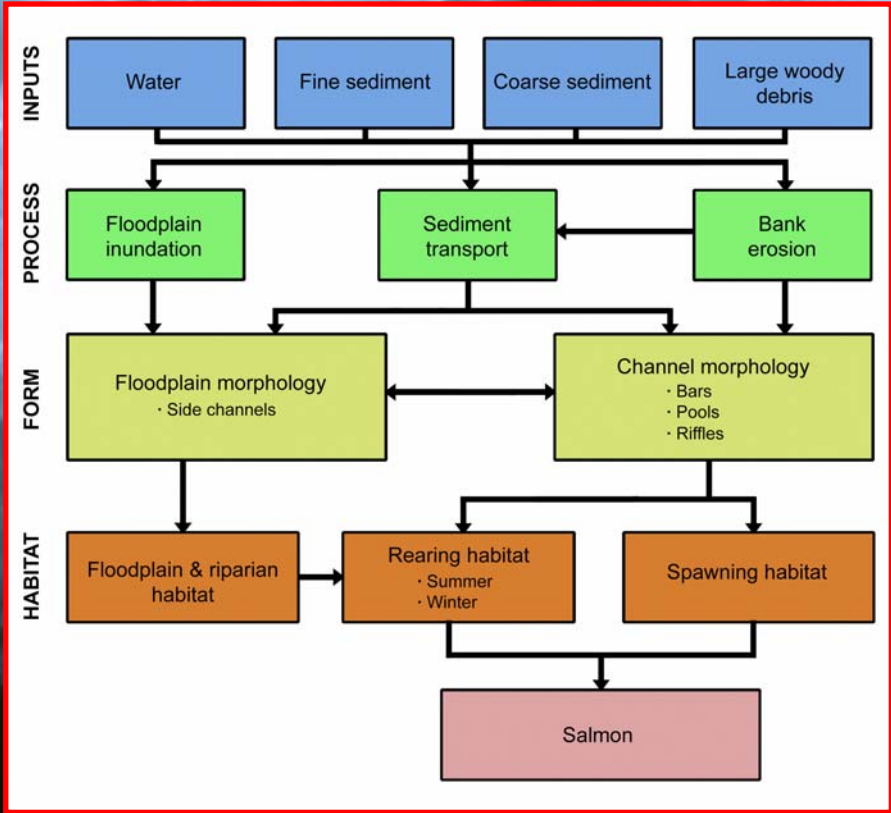 INPUTS
Water
Fine sediment
Coarse sediment
Large woody
debris
PROCESS
Floodplain
inundation
Sediment
transport
Bank
erosion
FORM
Floodplain morphology
· Side channels
Channel morphology
· Bars
· Pools
· Riffles
HABITAT
Floodplain & riparian
habitat
Rearing habitat
· Summer
· Winter
Spawning habitat
Salmon